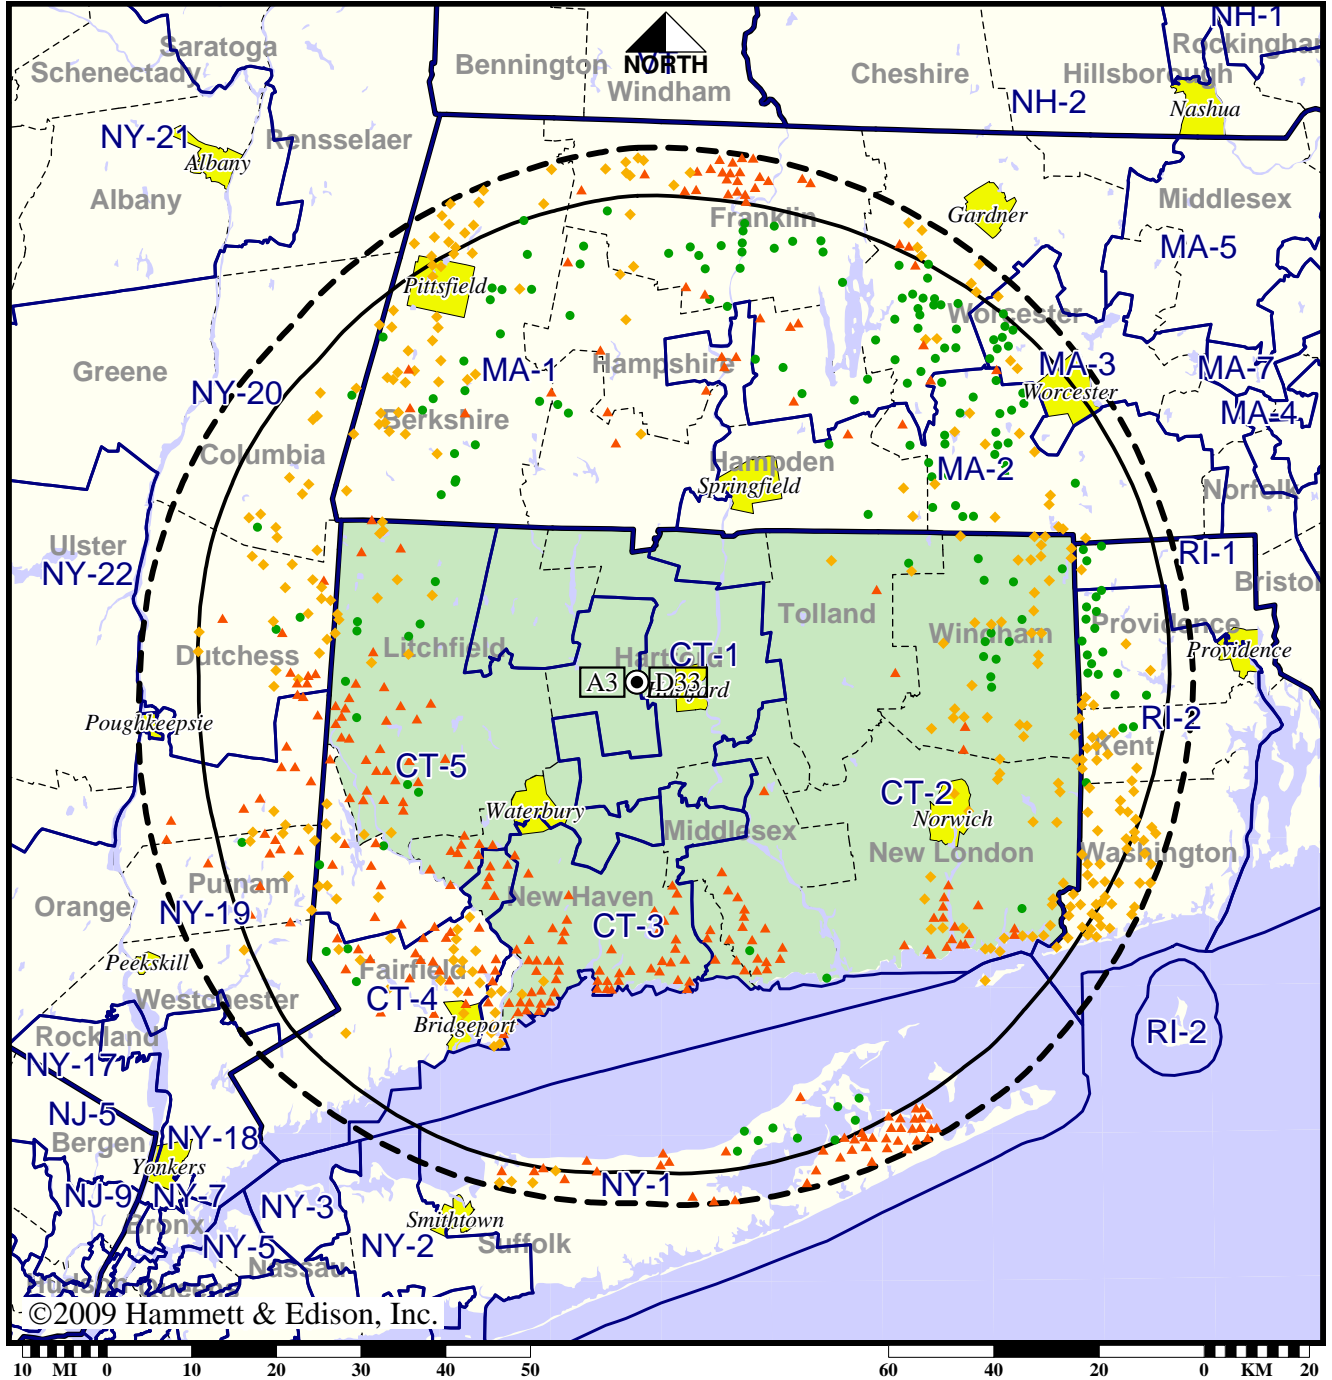 NH-1
Saratoga
Rockingham
Schenectady
Bennington
NORTH
Cheshire
Hillsborough
Windham
NH-2
Nashua
NY-21
Rensselaer
Albany
Albany
Middlesex
Gardner
Franklin
MA-5
Pittsfield
Worcester
Greene
MA-1
Hampshire
MA-3
MA-7
NY-20
Worcester
MA-4
Berkshire
Columbia
Hampden
MA-2
Springfield
Norfolk
Ulster
NY-22
RI-1
Bristol
Tolland
Windham
Providence
Litchfield
Hartford
CT-1
Dutchess
Providence
A3
D33
Hartford
Poughkeepsie
RI-2
Kent
CT-5
CT-2
Waterbury
Norwich
Middlesex
New London
Washington
Putnam
New Haven
Orange
NY-19
CT-3
Peekskill
Fairfield
Westchester
CT-4
Bridgeport
Rockland
RI-2
NY-17
NJ-5
Bergen
NY-18
Yonkers
NJ-9
NY-7
NY-1
NY-3
Bronx
Smithtown
NY-5
NY-2
Suffolk
Nassau
Hudson
Queens
©2009 Hammett & Edison, Inc.
10 MI 0 20 30 40 50 60 40 20 0 KM 20